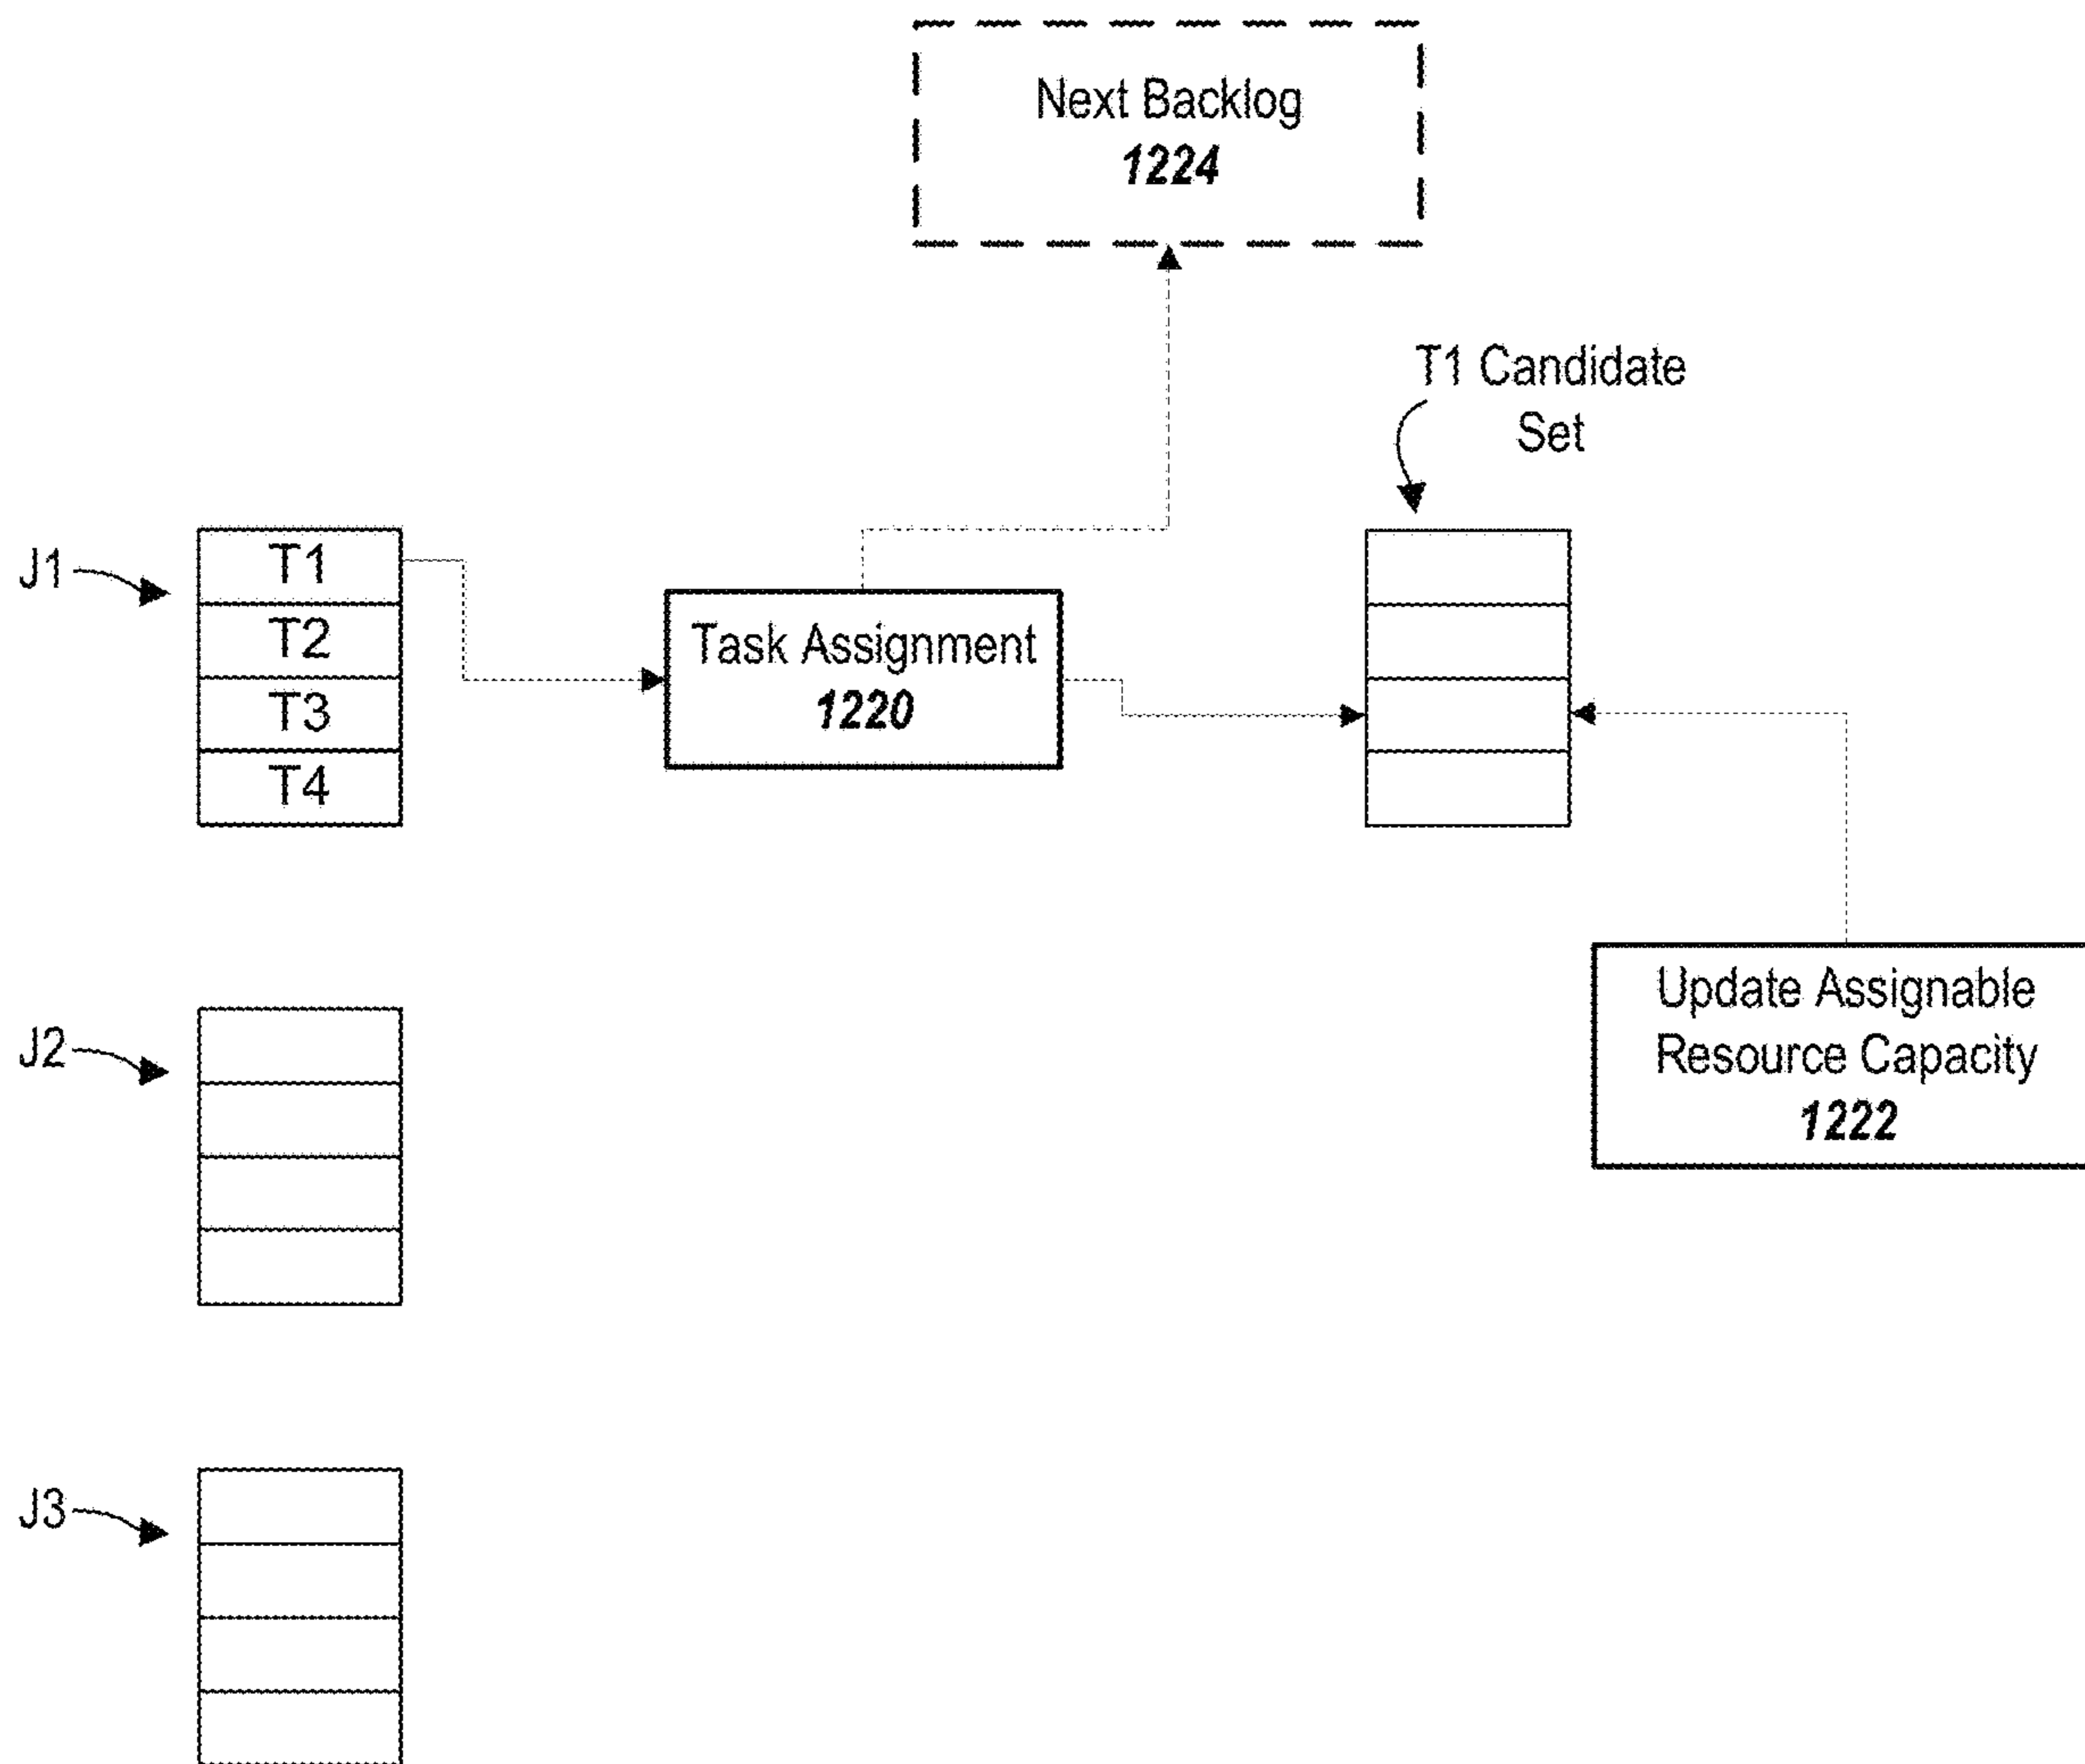 Next Backlog
1224
T1 Candidate
Set
J1
T1
T2
T3
T4
Task Assignment
1220
Update Assignable
Resource Capacity
1222
J2
J3